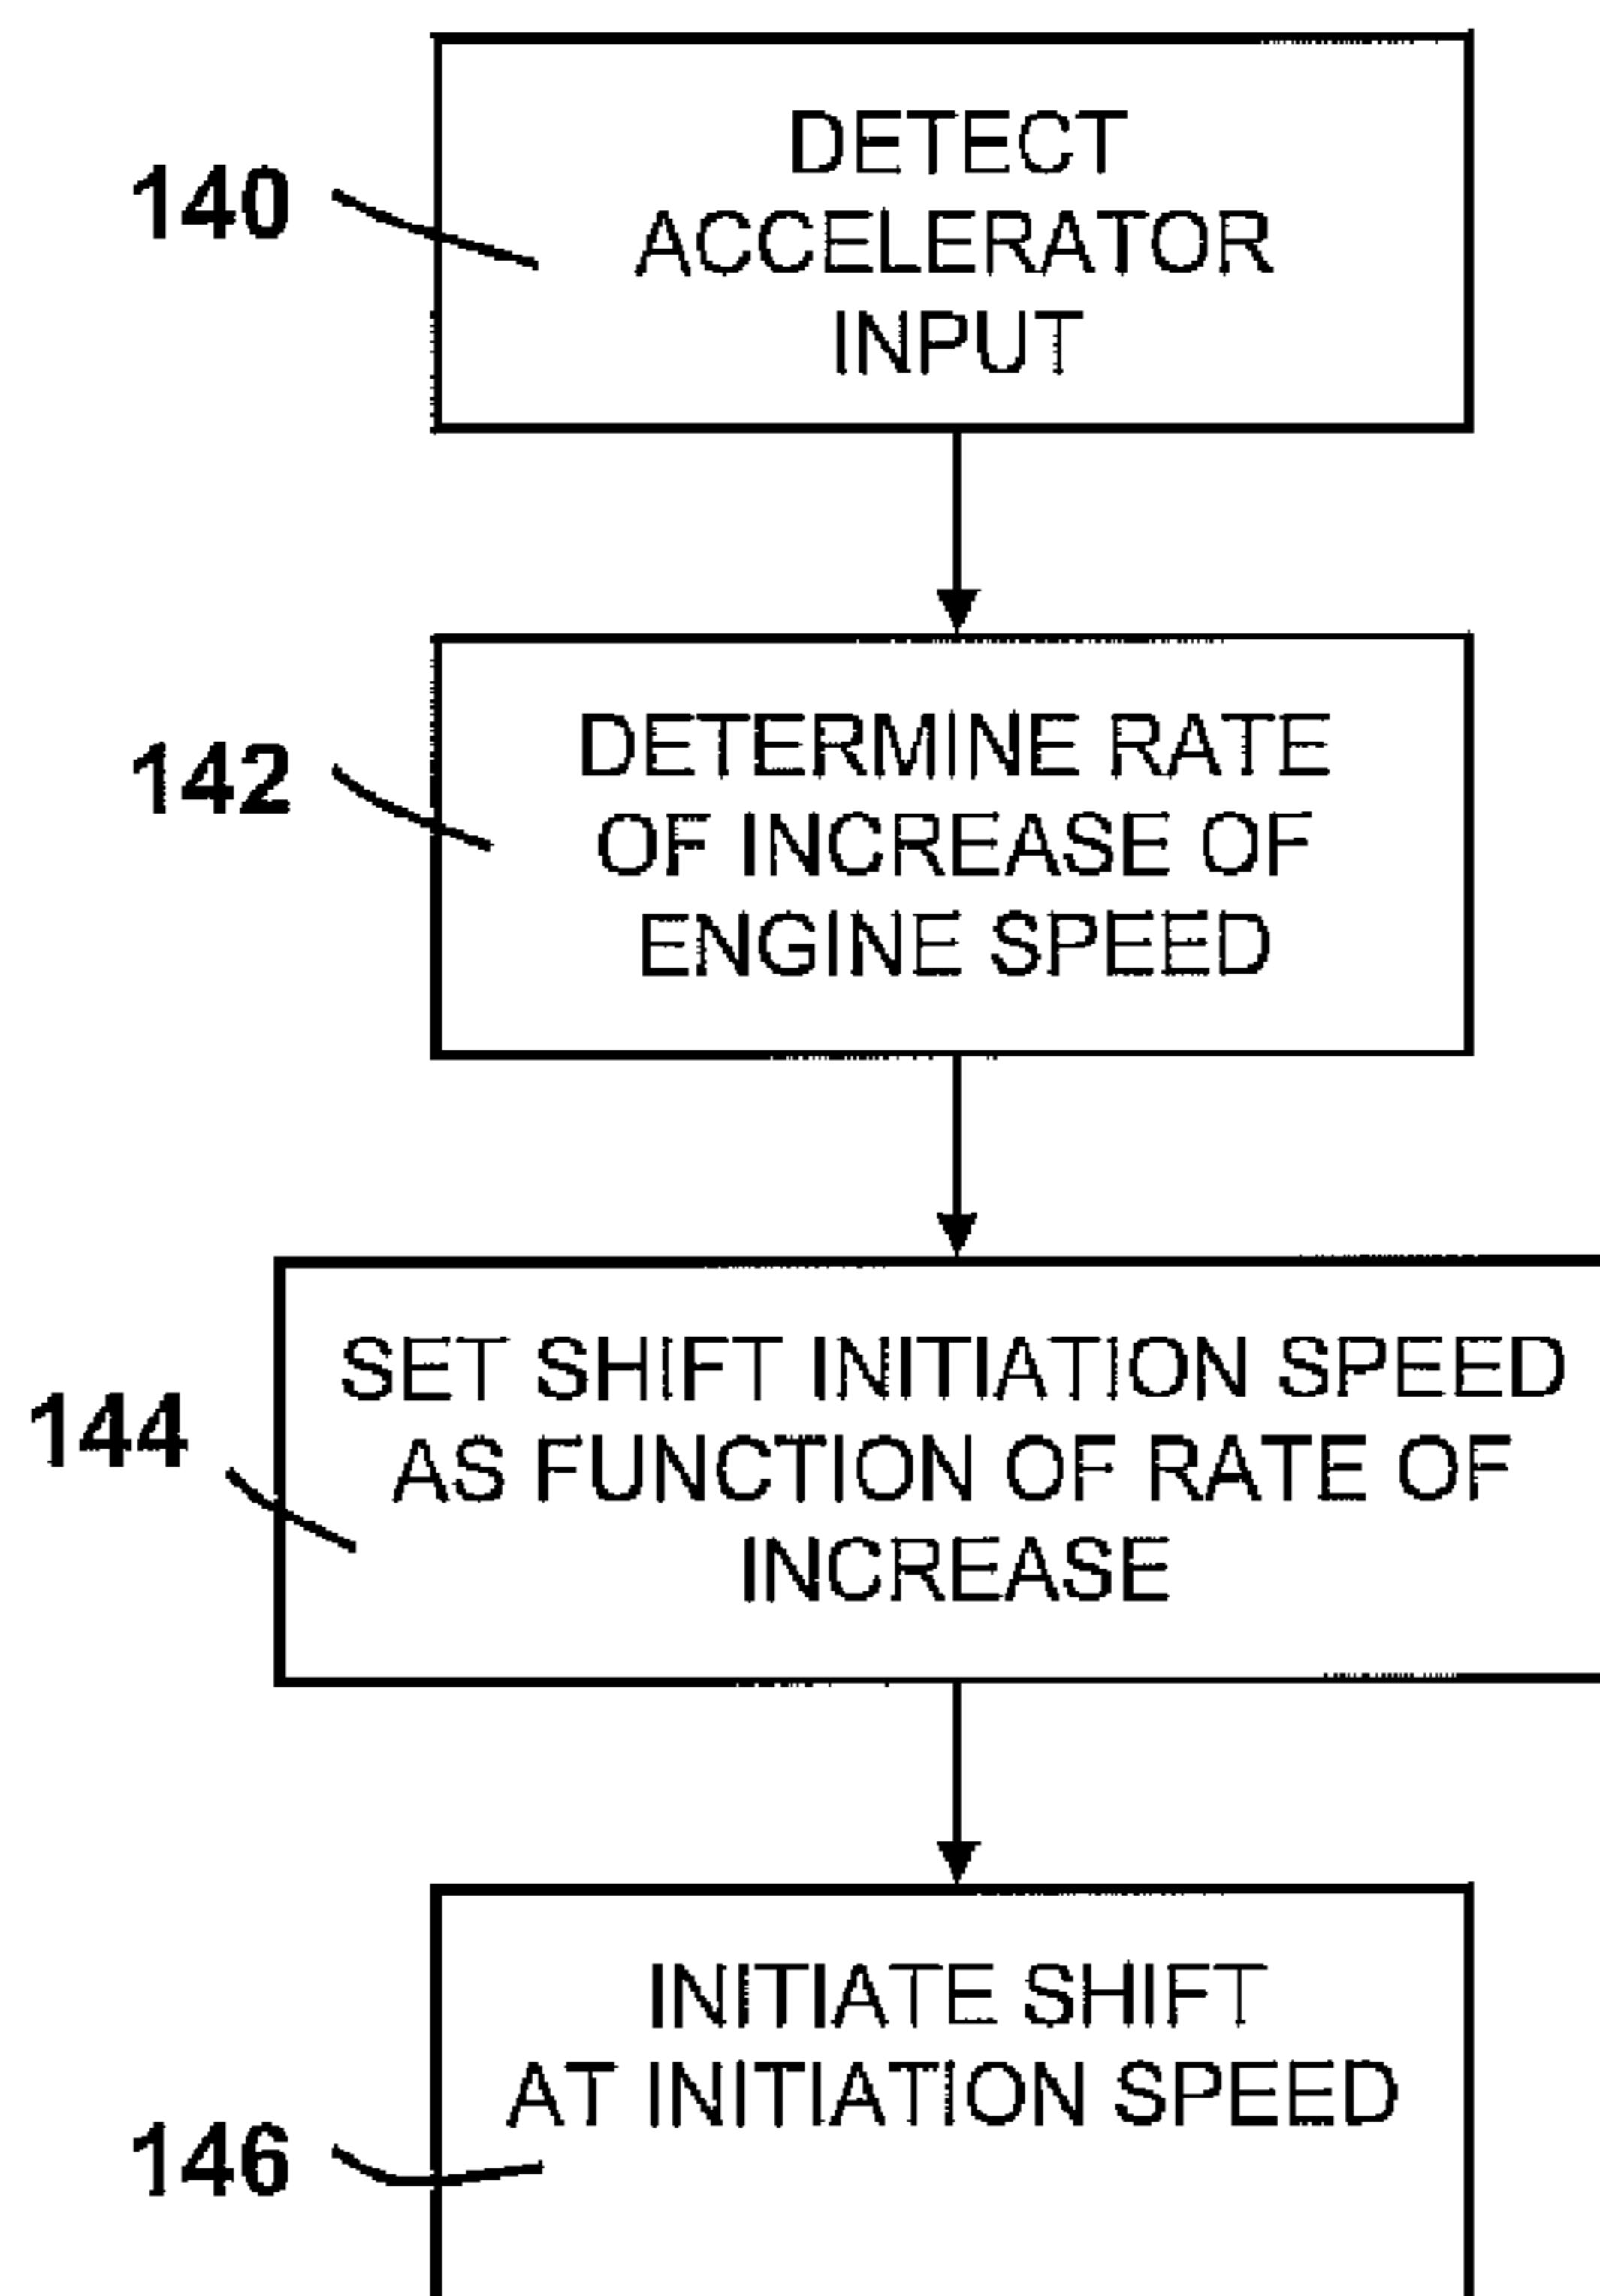 140
DETECT
ACCELERATOR
INPUT
142
DETERMINE RATE
OF INCREASE OF
ENGINE SPEED
144
SET SHIFT INITIATION SPEED
AS FUNCTION OF RATE OF
INCREASE
146
INITIATE SHIFT
AT INITIATION SPEED